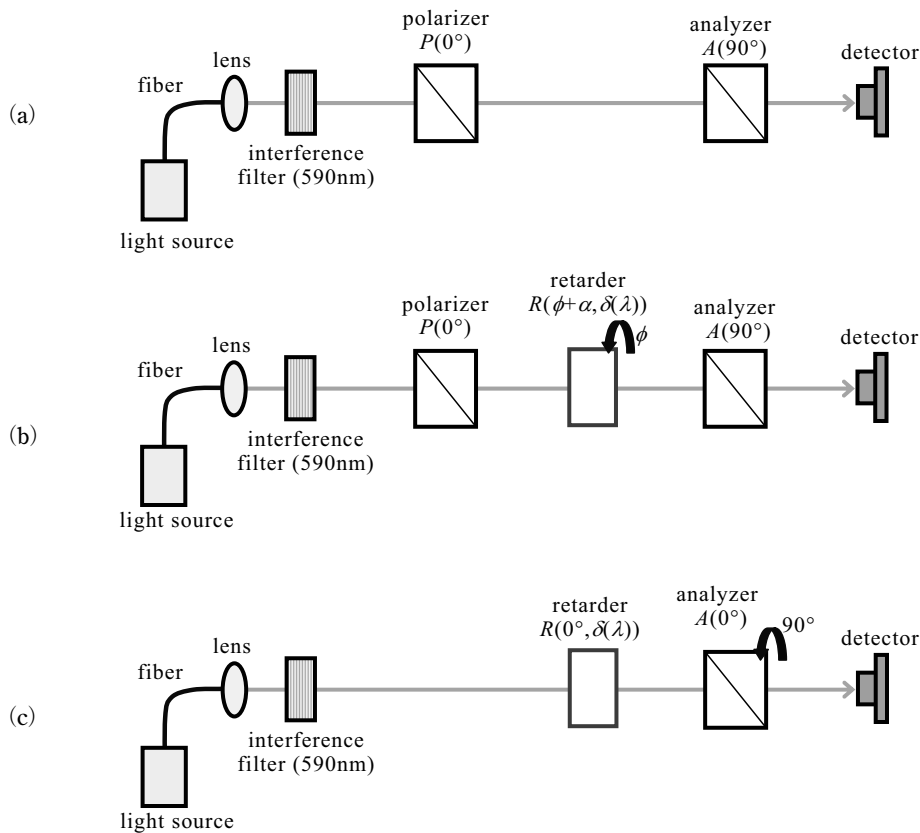 (a)
fiber
lens
interference
filter (590nm)
light source
polarizer
P(0°)
analyzer
A(90°)
detector
(b)
fiber
lens
interference
filter (590nm)
light source
polarizer
P(0°)
retarder
R(ϕ+α,δ(λ))
ϕ
analyzer
A(90°)
detector
(c)
fiber
lens
interference
filter (590nm)
light source
retarder
R(0°,δ(λ))
analyzer
A(0°)
90°
detector